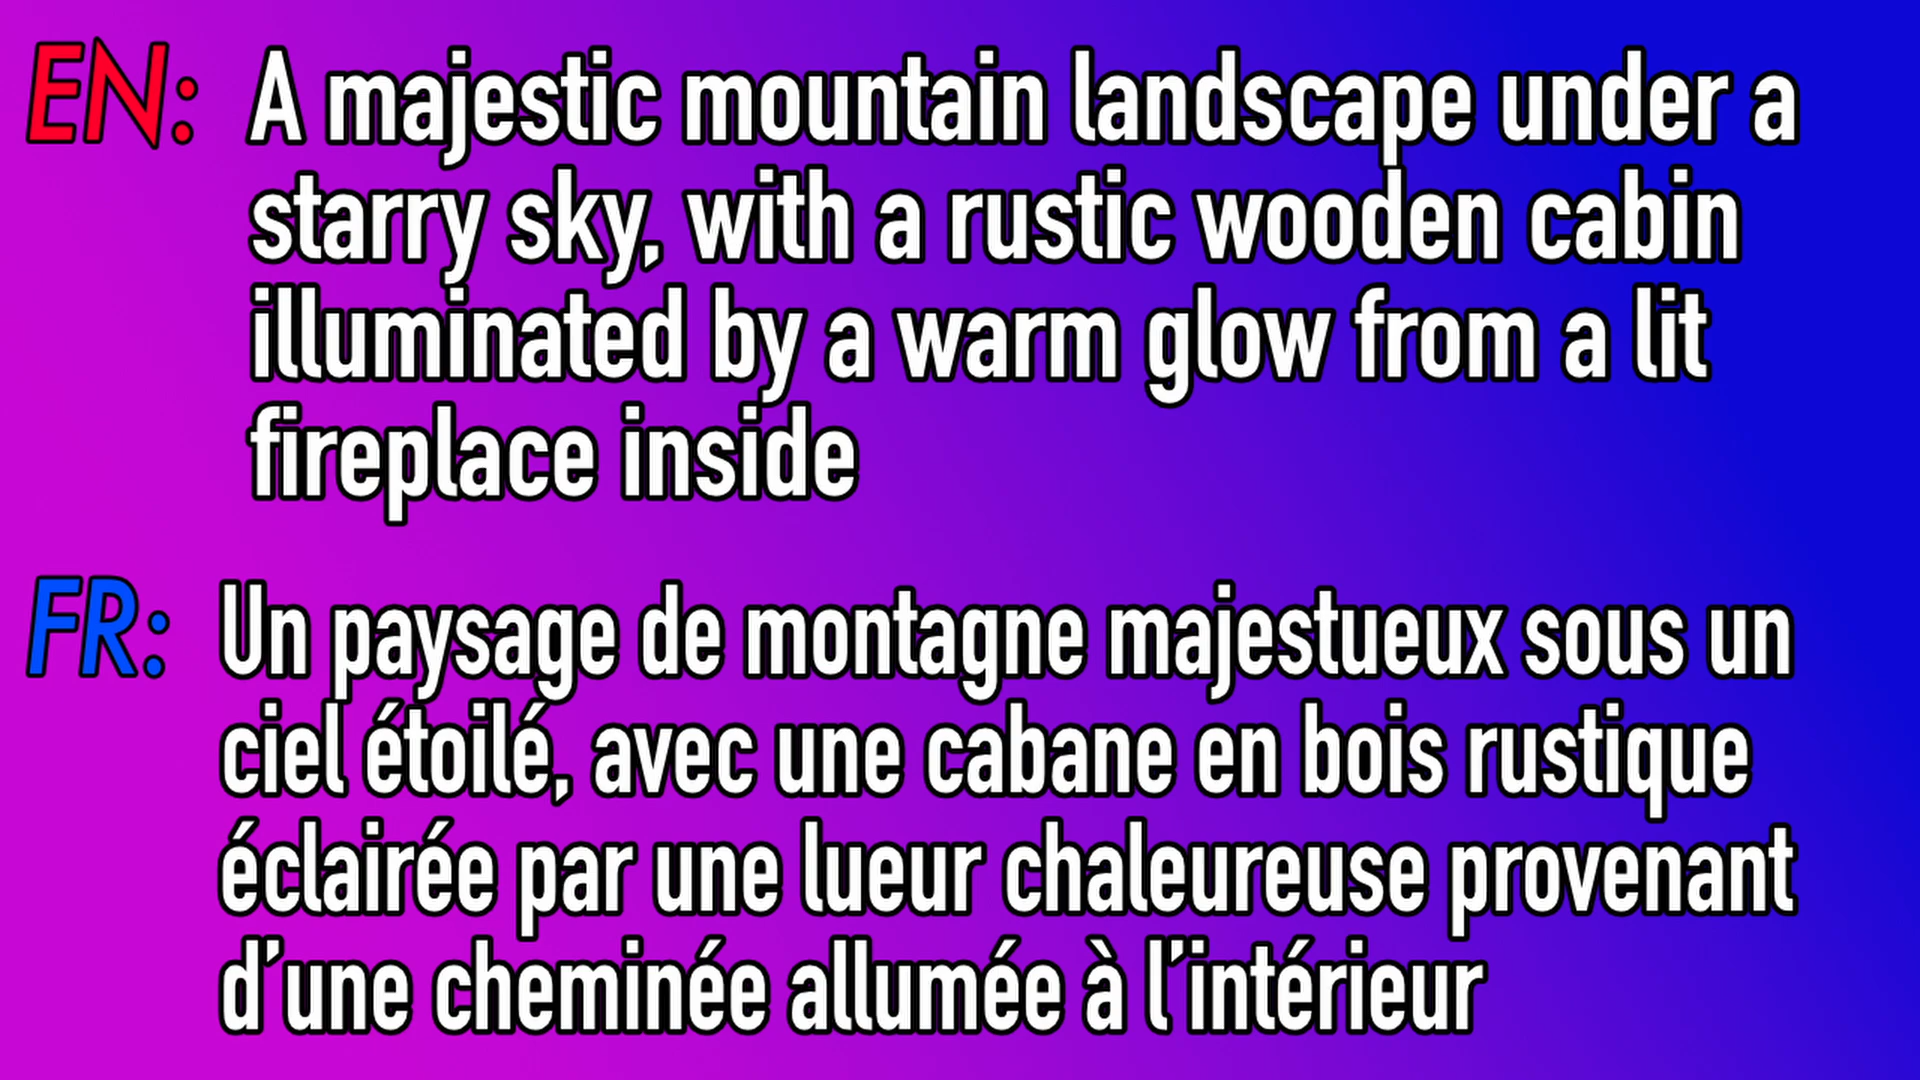 EN: A majestic mountain landscape under a
starry sky, with a rustic wooden cabin
illuminated by a warm glow from a lit
fireplace inside
FR: Un paysage de montagne majestueux sous un
ciel étoilé, avec une cabane en bois rustique
éclairée par une lueur chaleureuse provenant
d’une cheminée allumée à l’intérieur